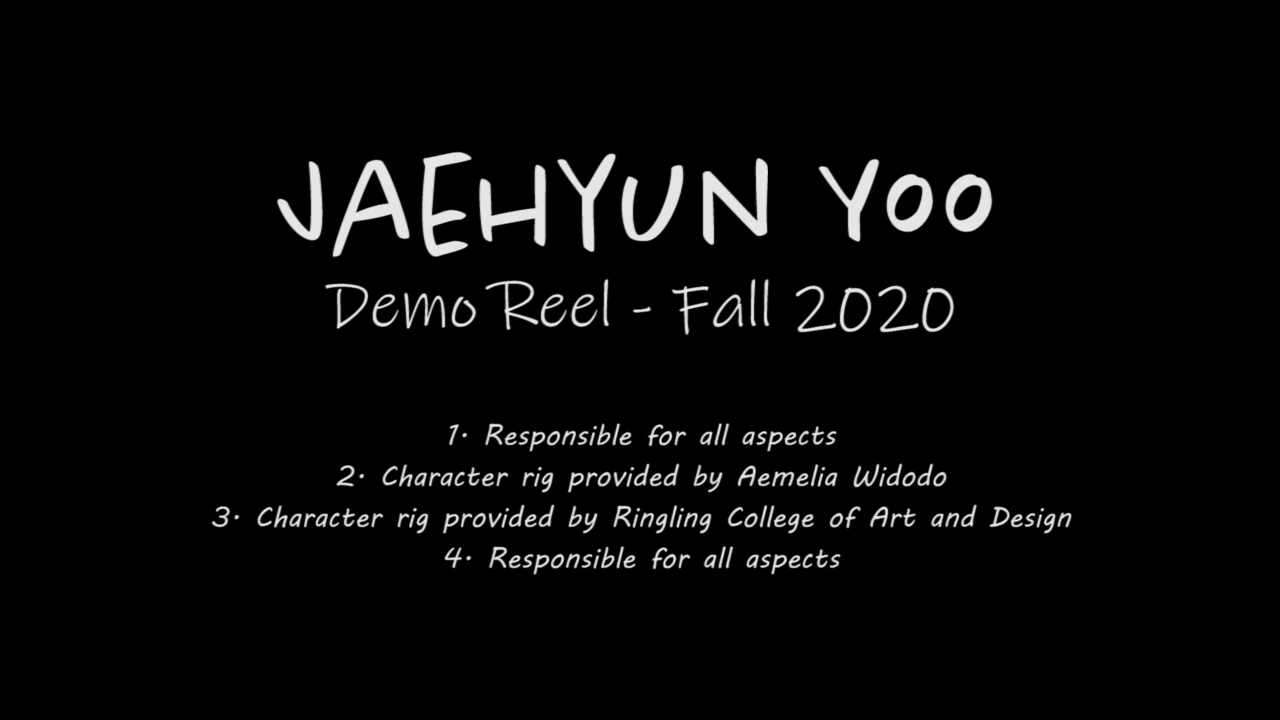 JAEHYUN YOO
Demo Reel - Fall 2020
1. Responsible for all aspects
2. Character rig provided by Aemelia Widodo
3. Character rig provided by Ringling College of Art and Design
4. Responsible for all aspects